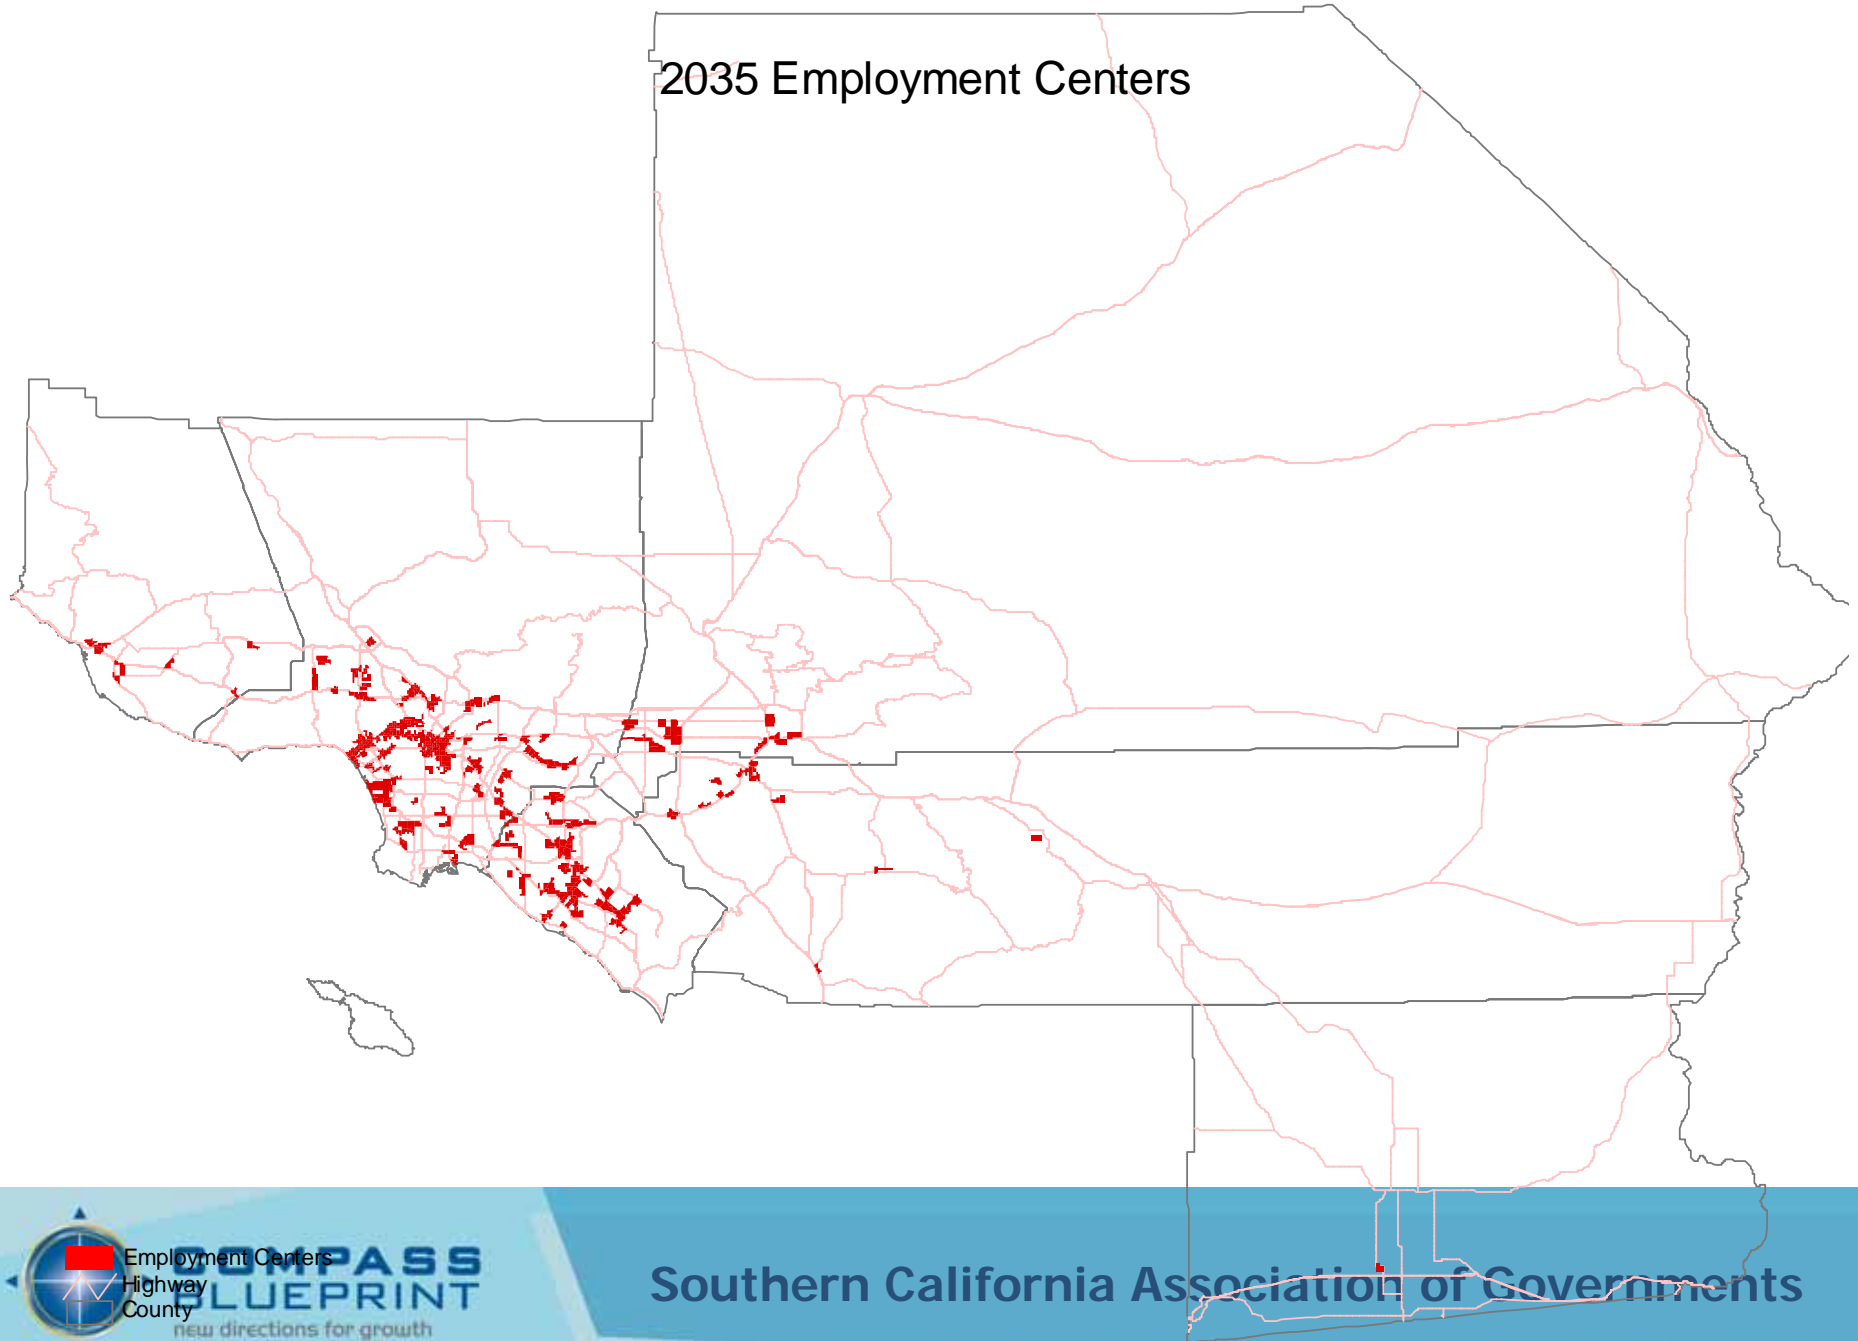 2035 Employment Centers
Employment Centers
Highway
County
COMPASS
BLUEPRINT
new directions for growth
Southern California Association of Governments